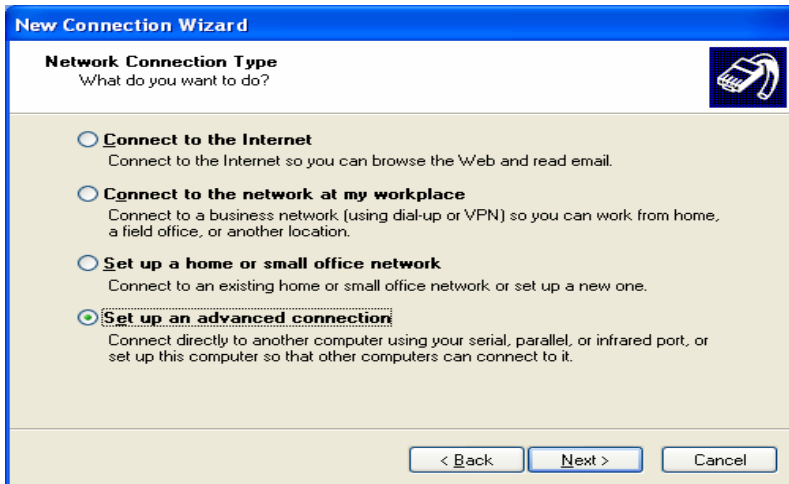 New Connection Wizard
Network Connection Type
What do you want to do?
Connect to the Internet
Connect to the Internet so you can browse the Web and read email.
Connect to the network at my workplace
Connect to a business network (using dial-up or VPN) so you can work from home,
a field office, or another location.
Set up a home or small office network
Connect to an existing home or small office network or set up a new one.
Set up an advanced connection
Connect directly to another computer using your serial, parallel, or infrared port, or
set up this computer so that other computers can connect to it.
< Back Next > Cancel